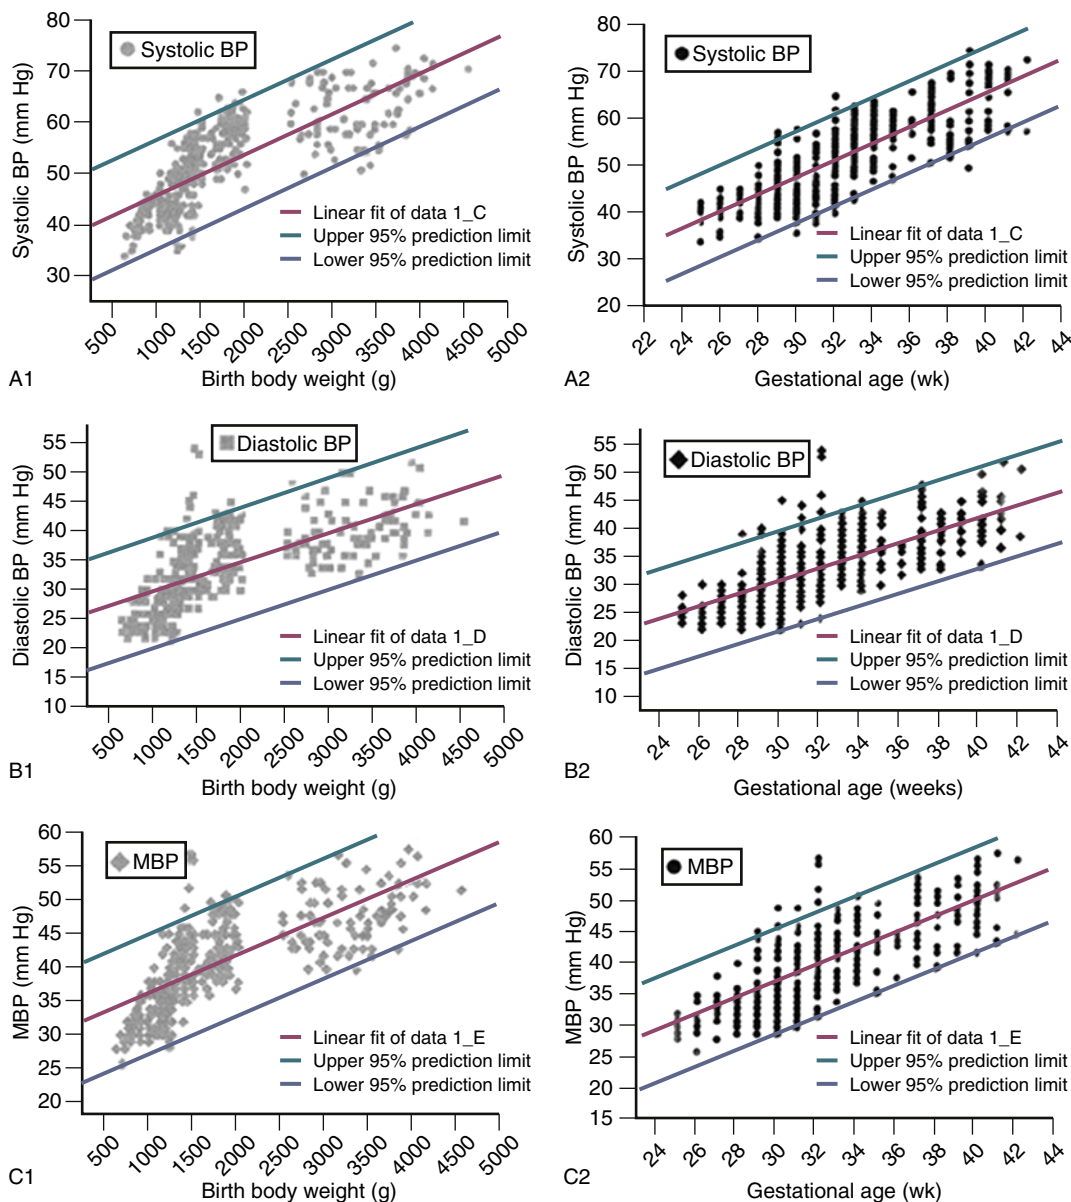 80
70
60
50
40
30
Systolic BP (mm Hg)
Systolic BP
Linear fit of data 1_C
Upper 95% prediction limit
Lower 95% prediction limit
500 1000 1500 2000 2500 3000 3500 4000 4500 5000
Birth body weight (g)
A1
80
70
60
50
40
30
20
Systolic BP (mm Hg)
Systolic BP
Linear fit of data 1_C
Upper 95% prediction limit
Lower 95% prediction limit
22 24 26 28 30 32 34 36 38 40 42 44
Gestational age (wk)
A2
55
50
45
40
35
30
25
20
15
10
Diastolic BP (mm Hg)
Diastolic BP
Linear fit of data 1_D
Upper 95% prediction limit
Lower 95% prediction limit
500 1000 1500 2000 2500 3000 3500 4000 4500 5000
Birth body weight (g)
B1
55
50
45
40
35
30
25
20
15
10
Diastolic BP (mm Hg)
Diastolic BP
Linear fit of data 1_D
Upper 95% prediction limit
Lower 95% prediction limit
24 26 28 30 32 34 36 38 40 42 44
Gestational age (weeks)
B2
60
55
50
45
40
35
30
25
20
MBP (mm Hg)
MBP
Linear fit of data 1_E
Upper 95% prediction limit
Lower 95% prediction limit
500 1000 1500 2000 2500 3000 3500 4000 4500 5000
Birth body weight (g)
C1
60
55
50
45
40
35
30
25
20
15
MBP (mm Hg)
MBP
Linear fit of data 1_E
Upper 95% prediction limit
Lower 95% prediction limit
24 26 28 30 32 34 36 38 40 42 44
Gestational age (wk)
C2